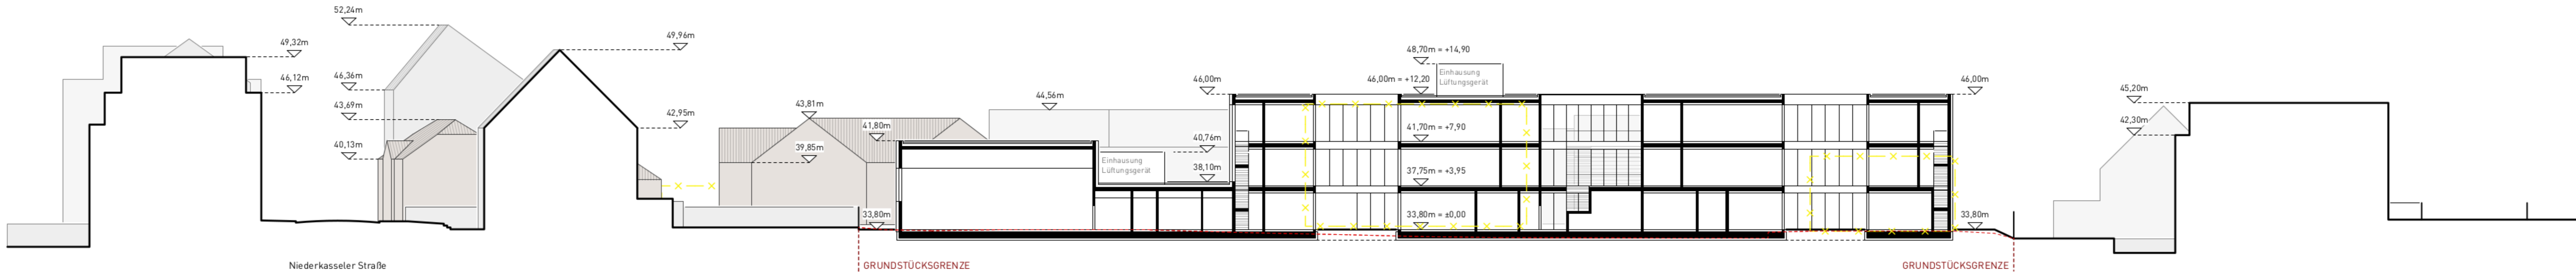 52,24m
49,32m
46,12m
46,36m
43,69m
40,13m
49,96m
42,95m
43,81m
41,80m
39,85m
33,80m
44,56m
46,00m
40,76m
38,10m
Einhausung
Lüftungsgerät
48,70m = +14,90
46,00m = +12,20
Einhausung
Lüftungsgerät
41,70m = +7,90
37,75m = +3,95
33,80m = ±0,00
46,00m
33,80m
45,20m
42,30m
Niederkasseler Straße
GRUNDSTÜCKSGRENZE
GRUNDSTÜCKSGRENZE